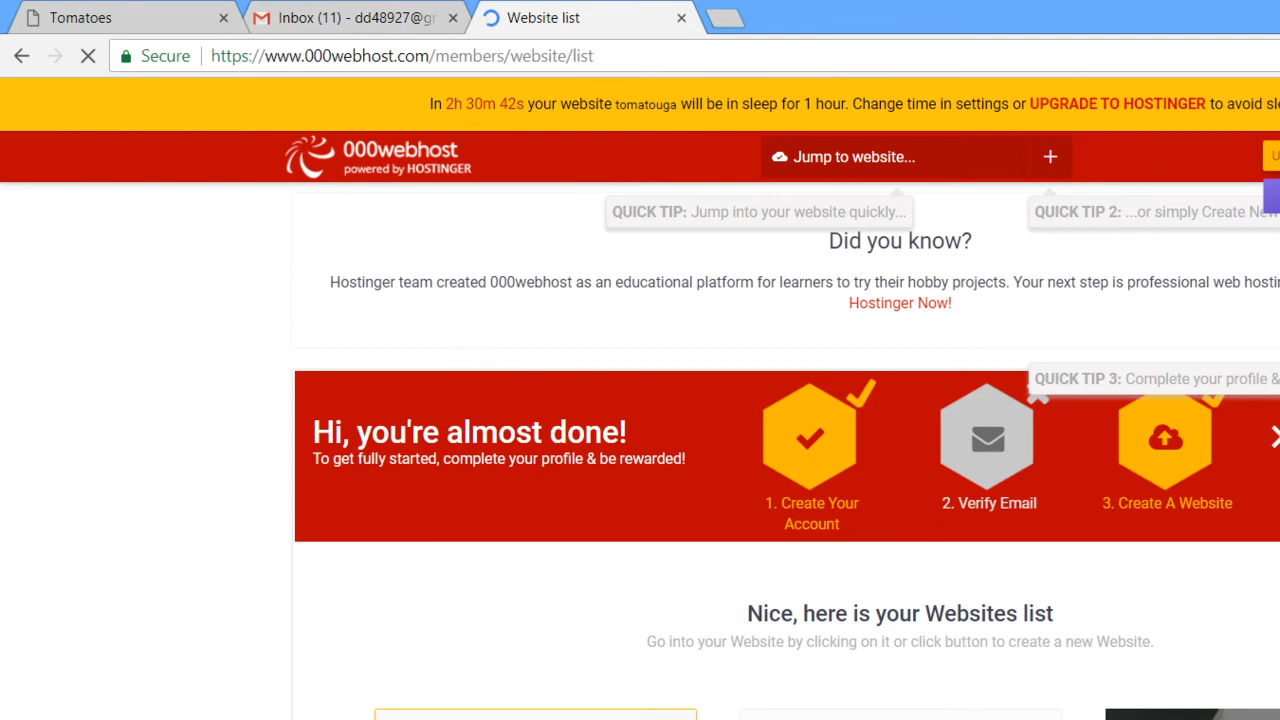 Tomatoes
Inbox (11) - dd48927@g
Website list
Secure
https://www.000webhost.com/members/website/list
In 2h 30m 42s your website tomatouga will be in sleep for 1 hour. Change time in settings or UPGRADE TO HOSTINGER to avoid
000webhost
powered by HOSTINGER
Jump to website...
QUICK TIP: Jump into your website quickly...
QUICK TIP 2: ...or simply Create
Did you know?
Hostinger team created 000webhost as an educational platform for learners to try their hobby projects. Your next step is professional web
Hostinger Now!
QUICK TIP 3: Complete your profile &
Hi, you're almost done!
To get fully started, complete your profile & be rewarded!
1. Create Your
Account
2. Verify Email
3. Create A Website
Nice, here is your Websites list
Go into your Website by clicking on it or click button to create a new Website.